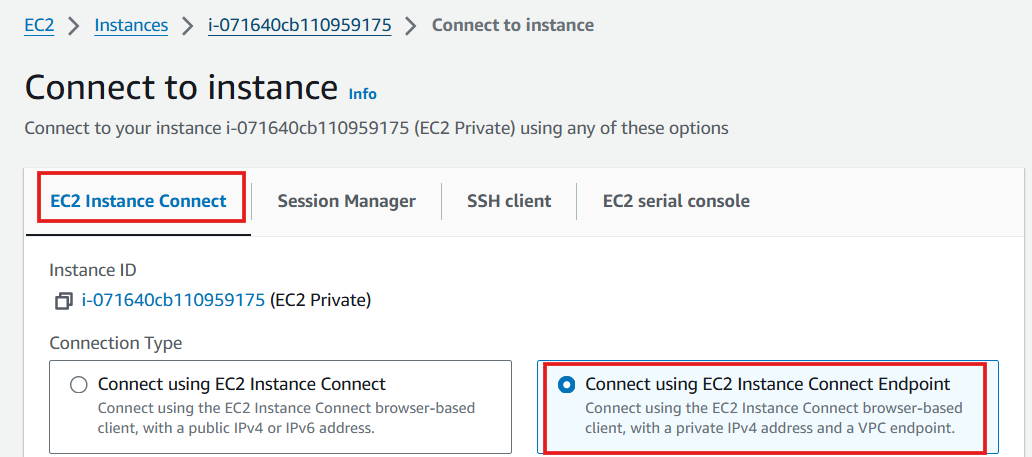 EC2 > Instances > i-071640cb110959175 > Connect to instance
Connect to instance Info
Connect to your instance i-071640cb110959175 (EC2 Private) using any of these options
EC2 Instance Connect Session Manager SSH client EC2 serial console
Instance ID
i-071640cb110959175 (EC2 Private)
Connection Type
Connect using EC2 Instance Connect
Connect using the EC2 Instance Connect browser-based
client, with a public IPv4 or IPv6 address.
Connect using EC2 Instance Connect Endpoint
Connect using the EC2 Instance Connect browser-based
client, with a private IPv4 address and a VPC endpoint.